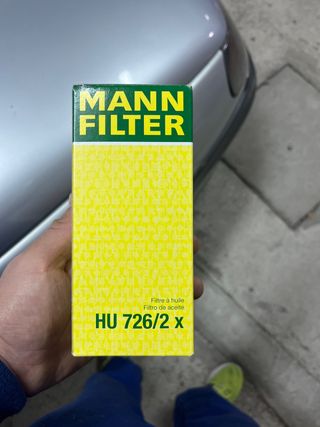 MANN
FILTER
Filtre à huile
Filtro de aceite
HU 726/2 x